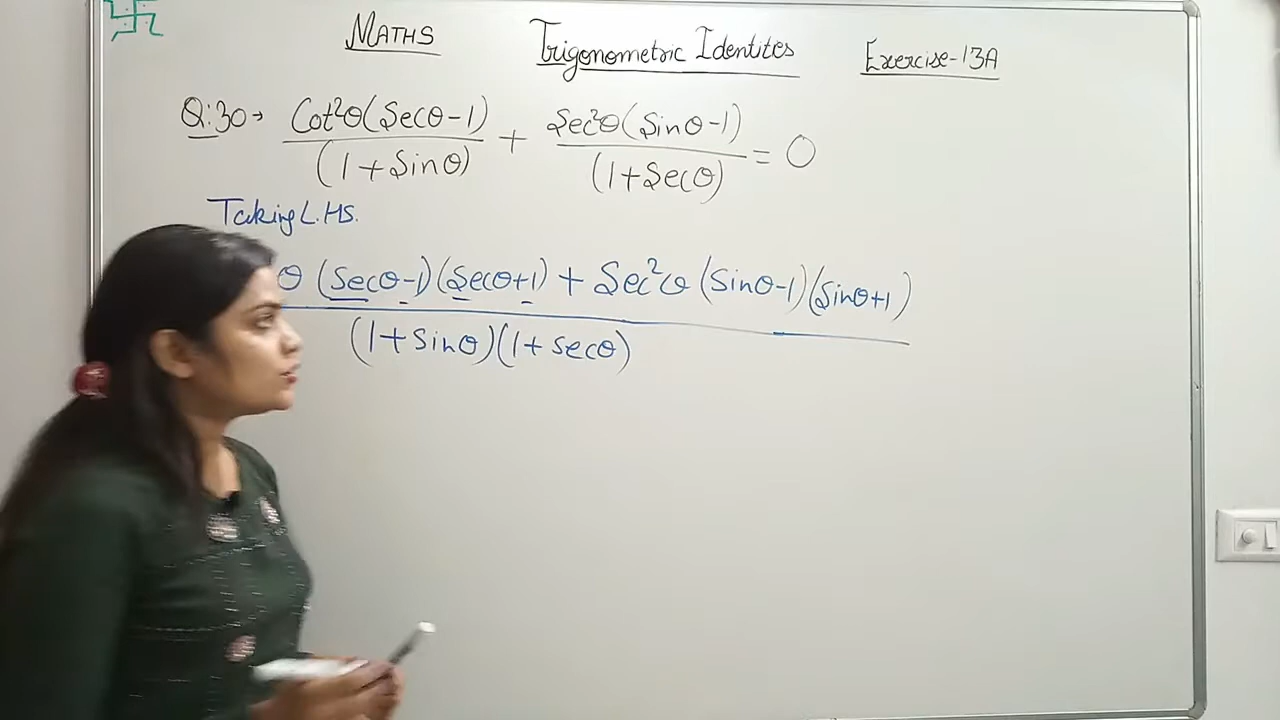 MATHS Trigonometric Identites Exercise-13A
Q:30→ Cot²θ(Secθ-1)/(1+Sinθ) + Sec²θ(Sinθ-1)/(1+Secθ) = 0
Taking L.HS.
θ (Secθ-1)(Secθ+1) + Sec²θ (Sinθ-1)(Sinθ+1)
(1+Sinθ)(1+Secθ)